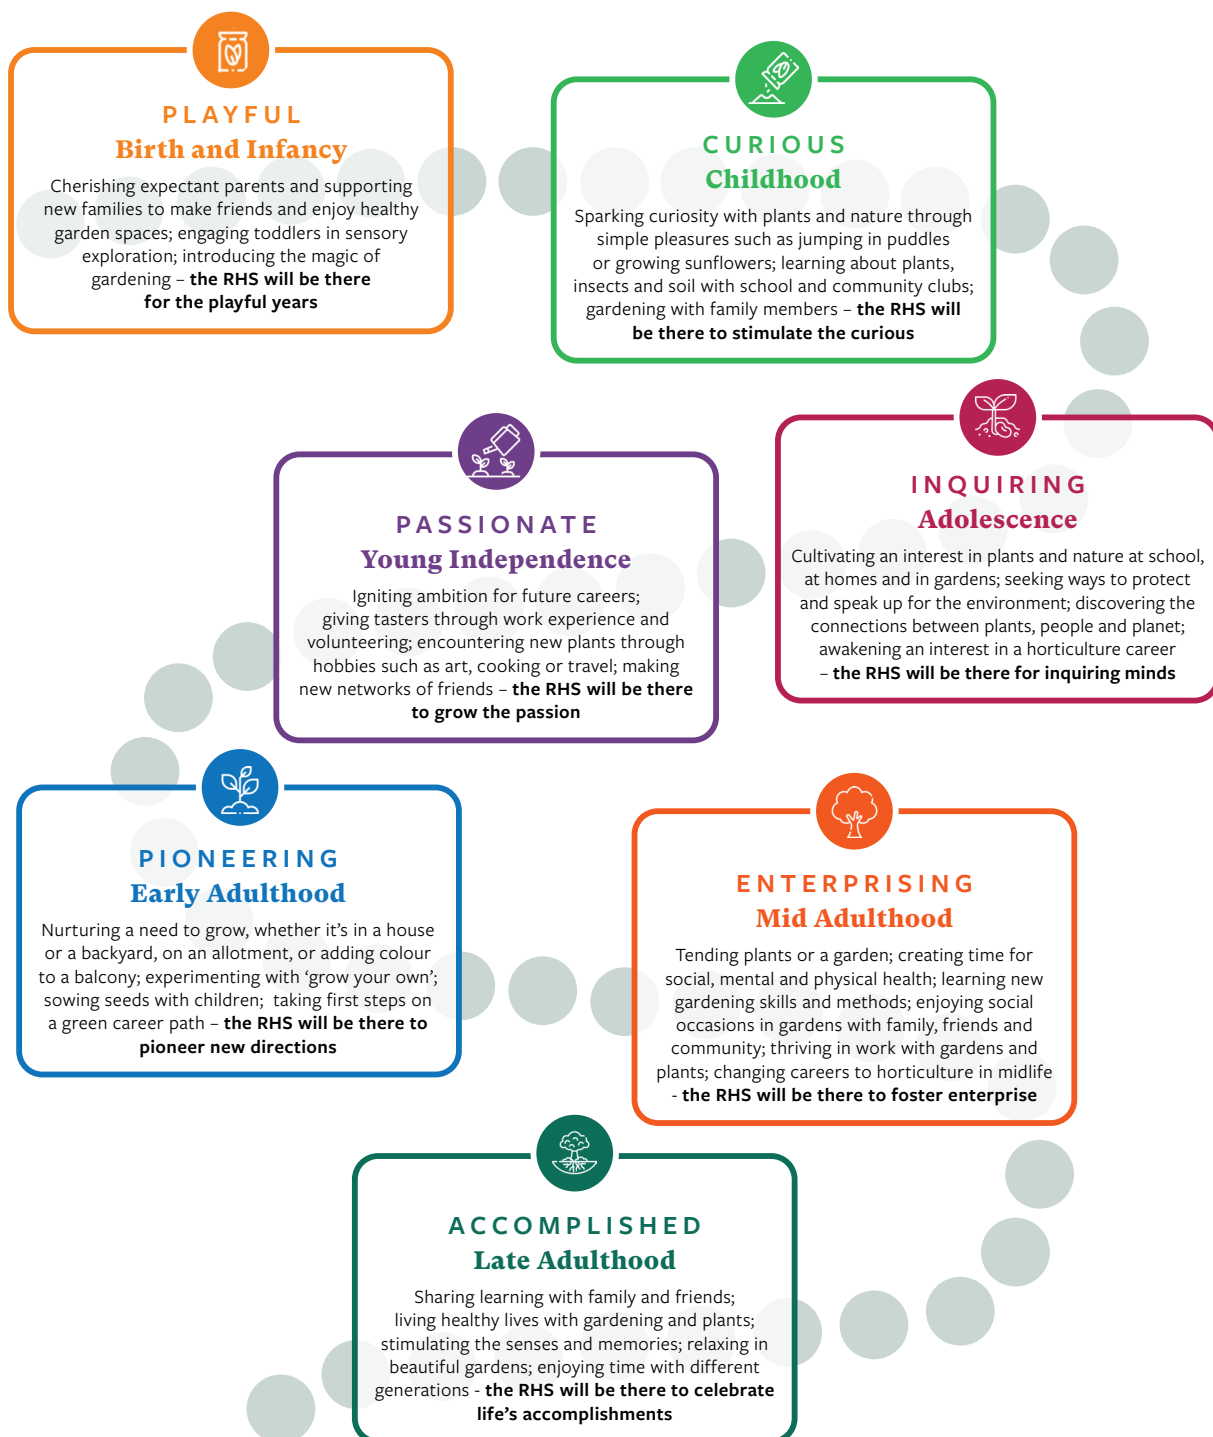 PLAYFUL
Birth and Infancy
Cherishing expectant parents and supporting
new families to make friends and enjoy healthy
garden spaces; engaging toddlers in sensory
exploration; introducing the magic of
gardening – the RHS will be there
for the playful years
CURIOUS
Childhood
Sparking curiosity with plants and nature through
simple pleasures such as jumping in puddles
or growing sunflowers; learning about plants,
insects and soil with school and community clubs;
gardening with family members – the RHS will
be there to stimulate the curious
INQUIRING
Adolescence
Cultivating an interest in plants and nature at school,
at homes and in gardens; seeking ways to protect
and speak up for the environment; discovering the
connections between plants, people and planet;
awakening an interest in a horticulture career
– the RHS will be there for inquiring minds
PASSIONATE
Young Independence
Igniting ambition for future careers;
giving tasters through work experience and
volunteering; encountering new plants through
hobbies such as art, cooking or travel; making
new networks of friends – the RHS will be there
to grow the passion
PIONEERING
Early Adulthood
Nurturing a need to grow, whether it’s in a house
or a backyard, on an allotment, or adding colour
to a balcony; experimenting with ‘grow your own’;
sowing seeds with children; taking first steps on
a green career path – the RHS will be there to
pioneer new directions
ENTERPRISING
Mid Adulthood
Tending plants or a garden; creating time for
social, mental and physical health; learning new
gardening skills and methods; enjoying social
occasions in gardens with family, friends and
community; thriving in work with gardens and
plants; changing careers to horticulture in midlife
- the RHS will be there to foster enterprise
ACCOMPLISHED
Late Adulthood
Sharing learning with family and friends;
living healthy lives with gardening and plants;
stimulating the senses and memories; relaxing in
beautiful gardens; enjoying time with different
generations - the RHS will be there to celebrate
life’s accomplishments